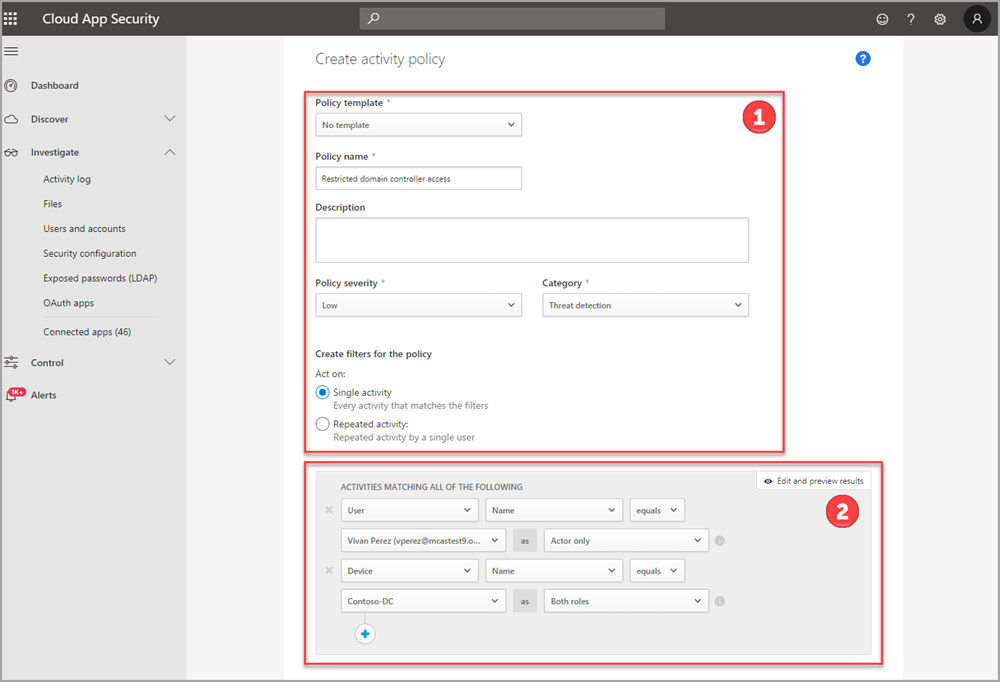 Cloud App Security
?
Dashboard
Discover
Investigate
Activity log
Files
Users and accounts
Security configuration
Exposed passwords (LDAP)
OAuth apps
Connected apps (46)
Control
1K+
Alerts
Create activity policy
?
1
Policy template *
No template
Policy name *
Restricted domain controller access
Description
Policy severity * Category *
Low Threat detection
Create filters for the policy
Act on:
Single activity
Every activity that matches the filters
Repeated activity:
Repeated activity by a single user
Edit and preview results
2
ACTIVITIES MATCHING ALL OF THE FOLLOWING
User Name equals
Vivan Perez (vperez@mcastest9.o... as Actor only
Device Name equals
Contoso-DC as Both roles